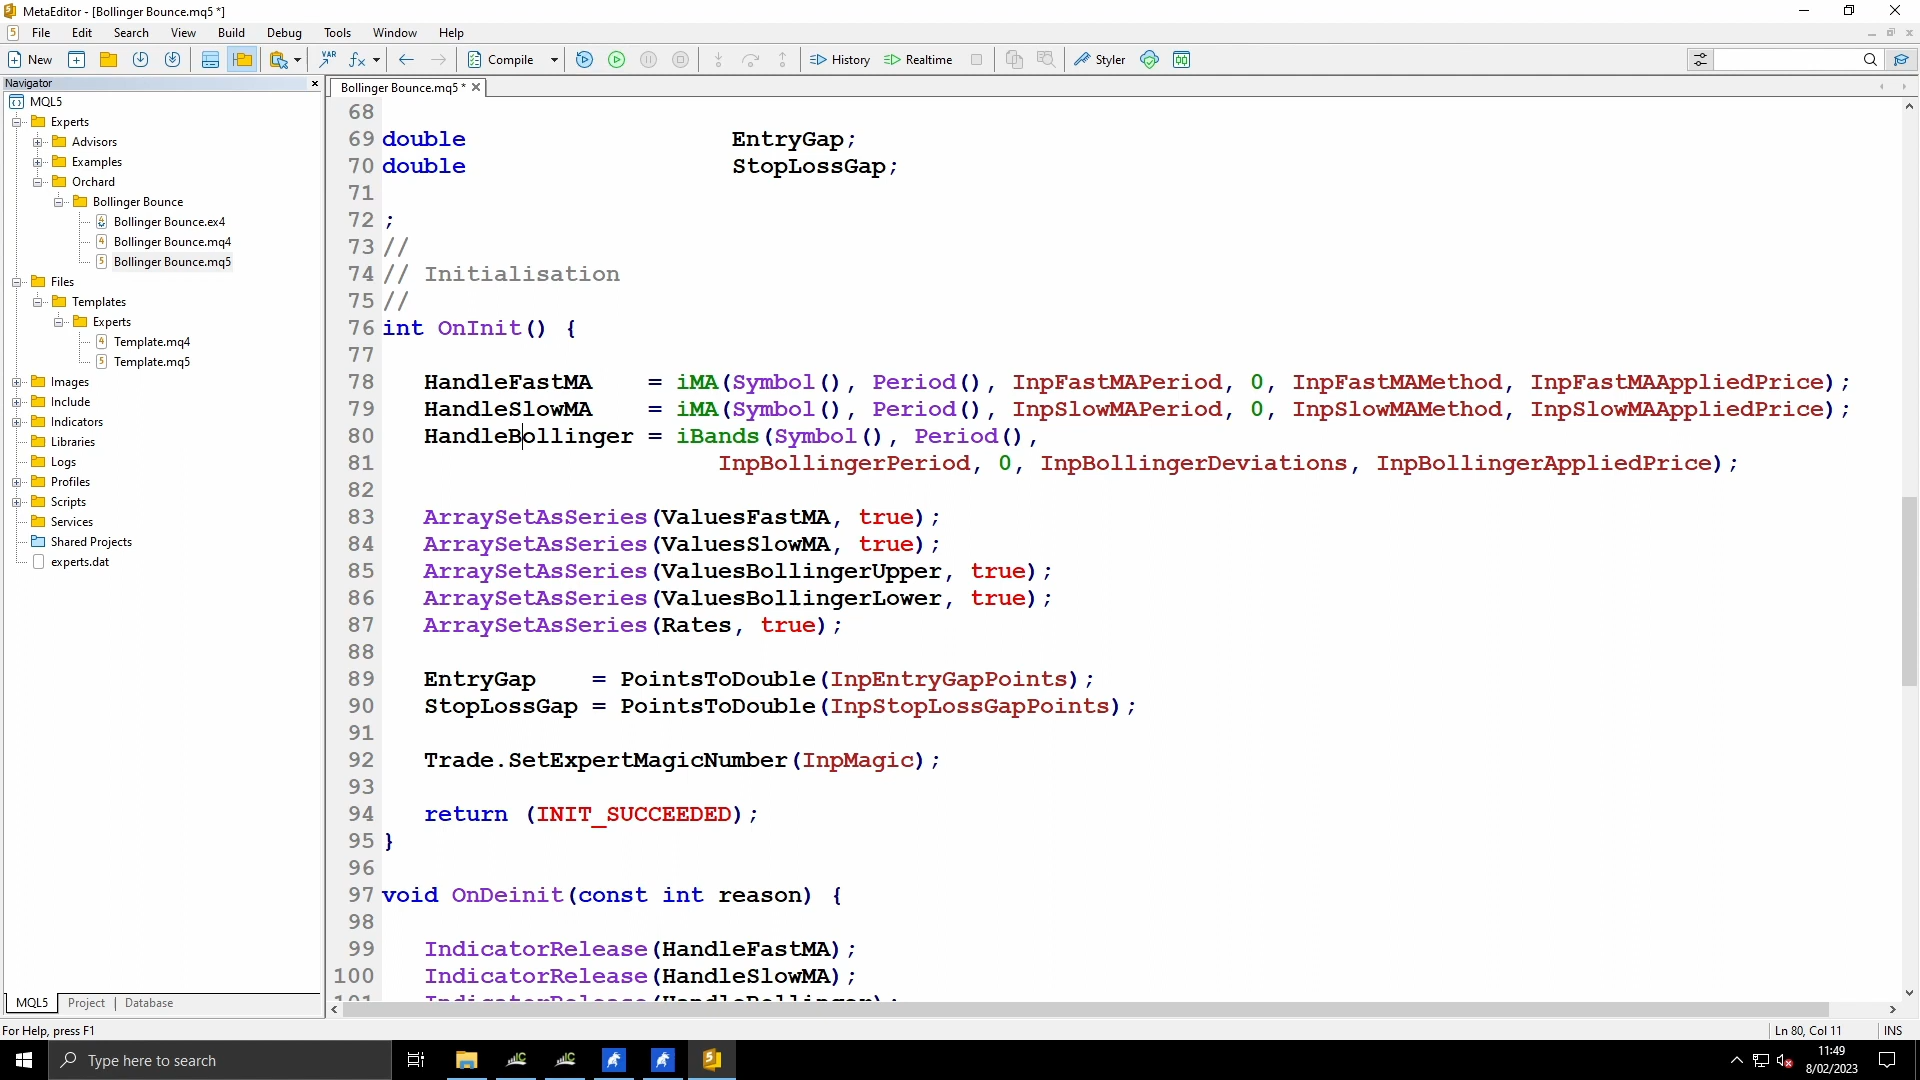 MetaEditor - [Bollinger Bounce.mq5 *]
File Edit Search View Build Debug Tools Window Help
New VAR Compile History Realtime Styler
Navigator
MQL5
Experts
Advisors
Examples
Orchard
Bollinger Bounce
Bollinger Bounce.ex4
Bollinger Bounce.mq4
Bollinger Bounce.mq5
Files
Templates
Experts
Template.mq4
Template.mq5
Images
Include
Indicators
Libraries
Logs
Profiles
Scripts
Services
Shared Projects
experts.dat
MQL5 Project Database
Bollinger Bounce.mq5 *
68
69 double EntryGap;
70 double StopLossGap;
71
72 ;
73 //
74 // Initialisation
75 //
76 int OnInit() {
77
78 HandleFastMA = iMA(Symbol(), Period(), InpFastMAPeriod, 0, InpFastMAMethod, InpFastMAAppliedPrice);
79 HandleSlowMA = iMA(Symbol(), Period(), InpSlowMAPeriod, 0, InpSlowMAMethod, InpSlowMAAppliedPrice);
80 HandleBollinger = iBands(Symbol(), Period(),
81 InpBollingerPeriod, 0, InpBollingerDeviations, InpBollingerAppliedPrice);
82
83 ArraySetAsSeries(ValuesFastMA, true);
84 ArraySetAsSeries(ValuesSlowMA, true);
85 ArraySetAsSeries(ValuesBollingerUpper, true);
86 ArraySetAsSeries(ValuesBollingerLower, true);
87 ArraySetAsSeries(Rates, true);
88
89 EntryGap = PointsToDouble(InpEntryGapPoints);
90 StopLossGap = PointsToDouble(InpStopLossGapPoints);
91
92 Trade.SetExpertMagicNumber(InpMagic);
93
94 return (INIT_SUCCEEDED);
95 }
96
97 void OnDeinit(const int reason) {
98
99 IndicatorRelease(HandleFastMA);
100 IndicatorRelease(HandleSlowMA);
101 IndicatorRelease(HandleBollinger);
For Help, press F1
Ln 80, Col 11 INS
Type here to search
11:49
8/02/2023